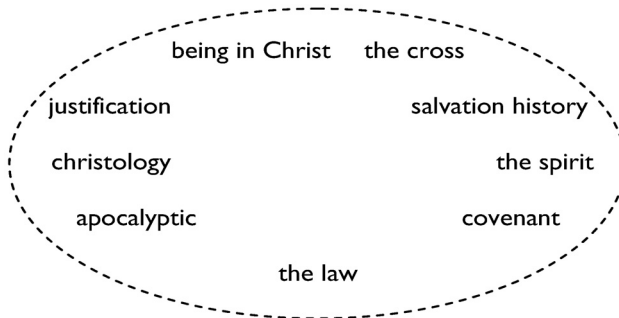 being in Christ the cross
justification salvation history
christology the spirit
apocalyptic covenant
the law